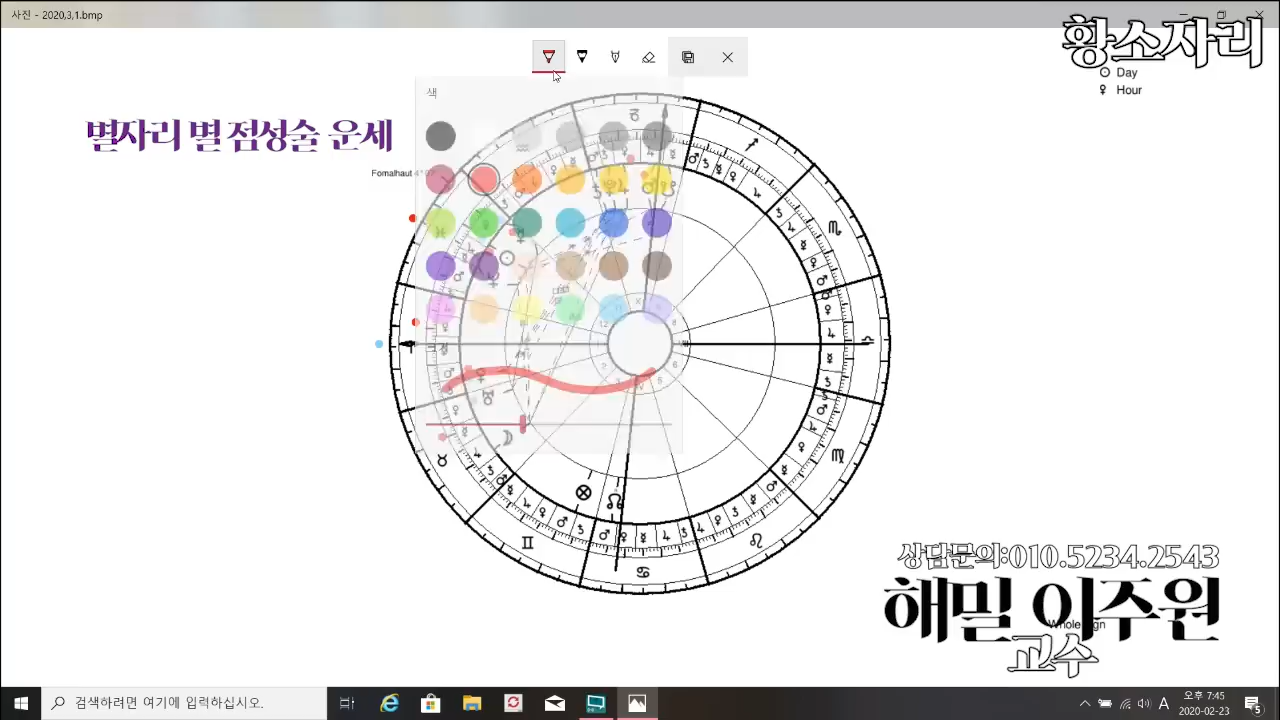 사진 - 2020,3,1.bmp
황소자리
Day
Hour
색
별자리 별 점성술 운세
Fomalhaut 4°
상담문의:010.5234.2543
해밀 이주원
교수
검색하려면 여기에 입력하십시오.
A
오후 7:45
2020-02-23
5